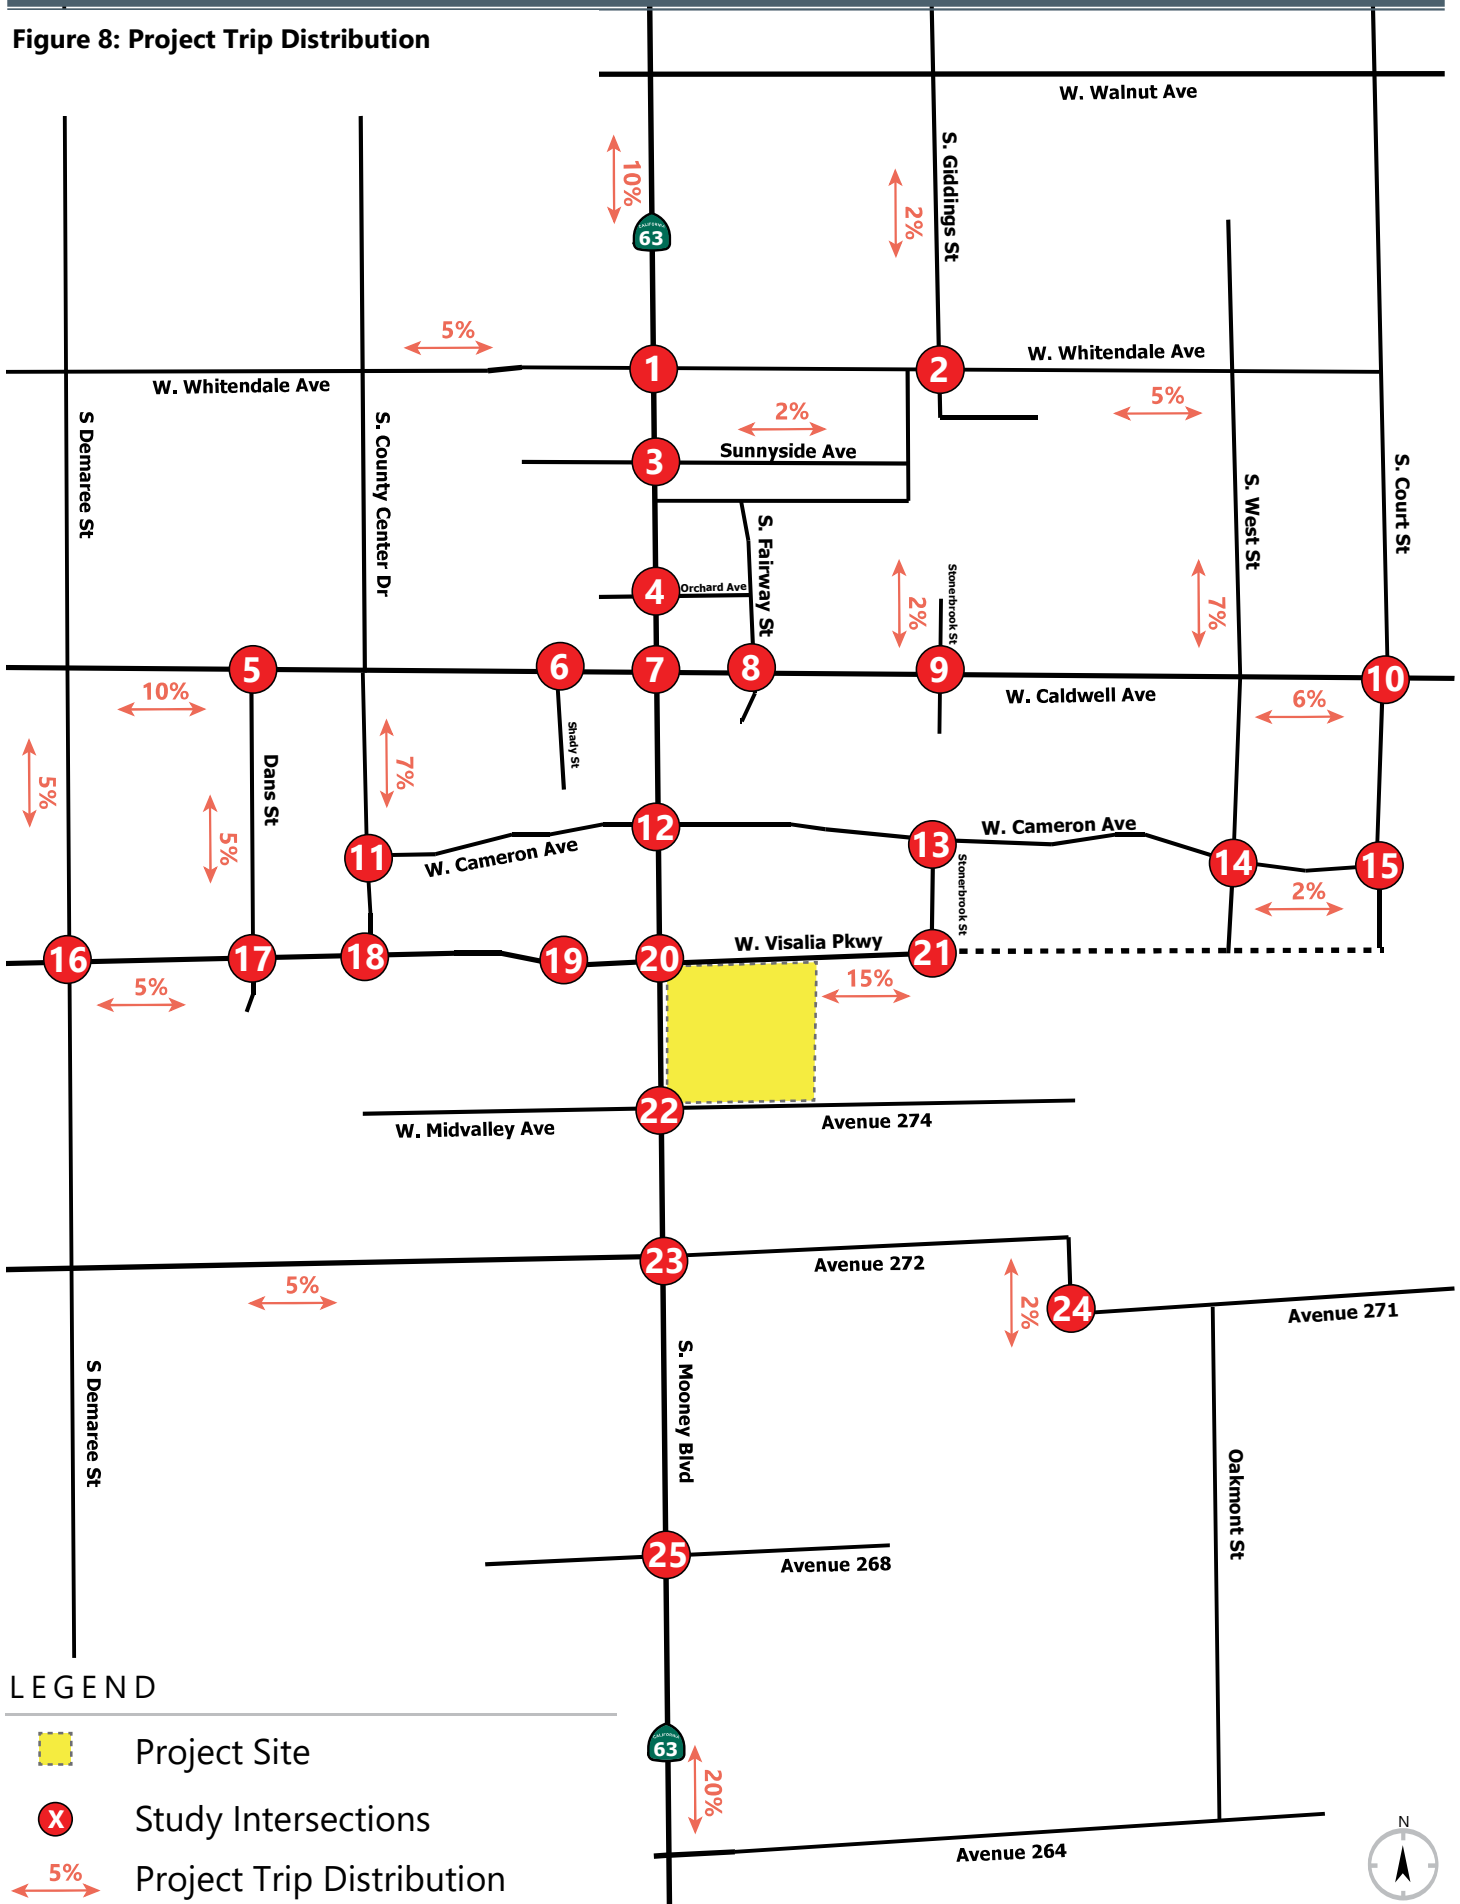 Figure 8: Project Trip Distribution
W. Walnut Ave
S. Giddings St
10%
2%
CALIFORNIA
63
5%
W. Whitendale Ave
1
2
W. Whitendale Ave
S Demaree St
S. County Center Dr
2%
5%
Sunnyside Ave
3
S. West St
S. Court St
S. Fairway St
4
Orchard Ave
2%
Stonerbrook St
7%
5
6
7
8
9
10
10%
W. Caldwell Ave
6%
5%
Dans St
5%
7%
Shady St
11
W. Cameron Ave
12
13
W. Cameron Ave
14
15
Stonerbrook St
2%
16
17
18
19
20
W. Visalia Pkwy
21
5%
15%
22
W. Midvalley Ave
Avenue 274
23
Avenue 272
5%
2%
24
Avenue 271
S Demaree St
S. Mooney Blvd
Oakmont St
25
Avenue 268
CALIFORNIA
63
20%
Avenue 264
LEGEND
Project Site
X
Study Intersections
5%
Project Trip Distribution
N